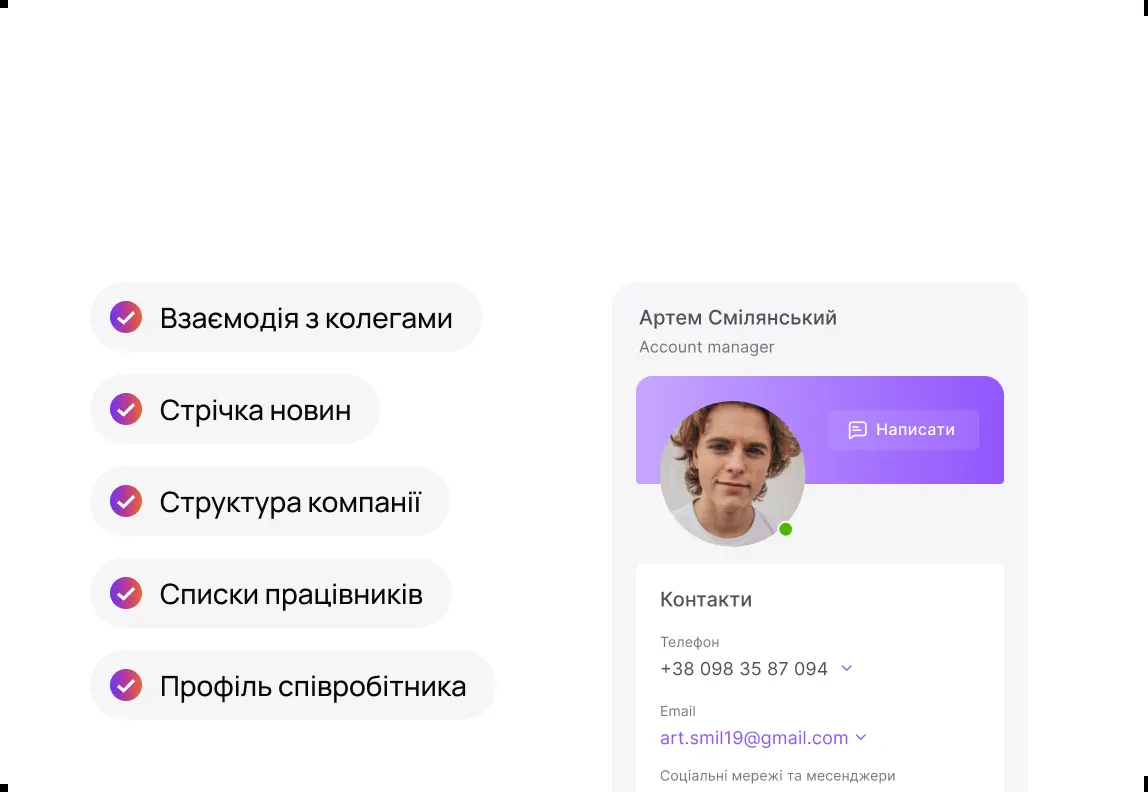 Взаємодія з колегами
Стрічка новин
Структура компанії
Списки працівників
Профіль співробітника
Артем Смілянський
Account manager
Написати
Контакти
Телефон
+38 098 35 87 094
Email
art.smil19@gmail.com
Соціальні мережі та месенджери